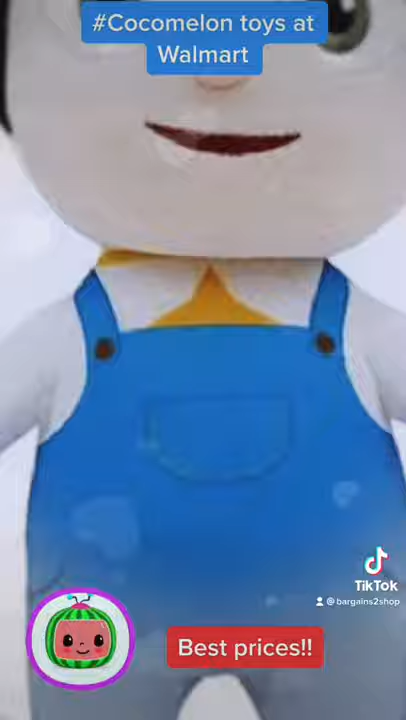 #Cocomelon toys at
Walmart
TikTok
@bargains2shop
Best prices!!